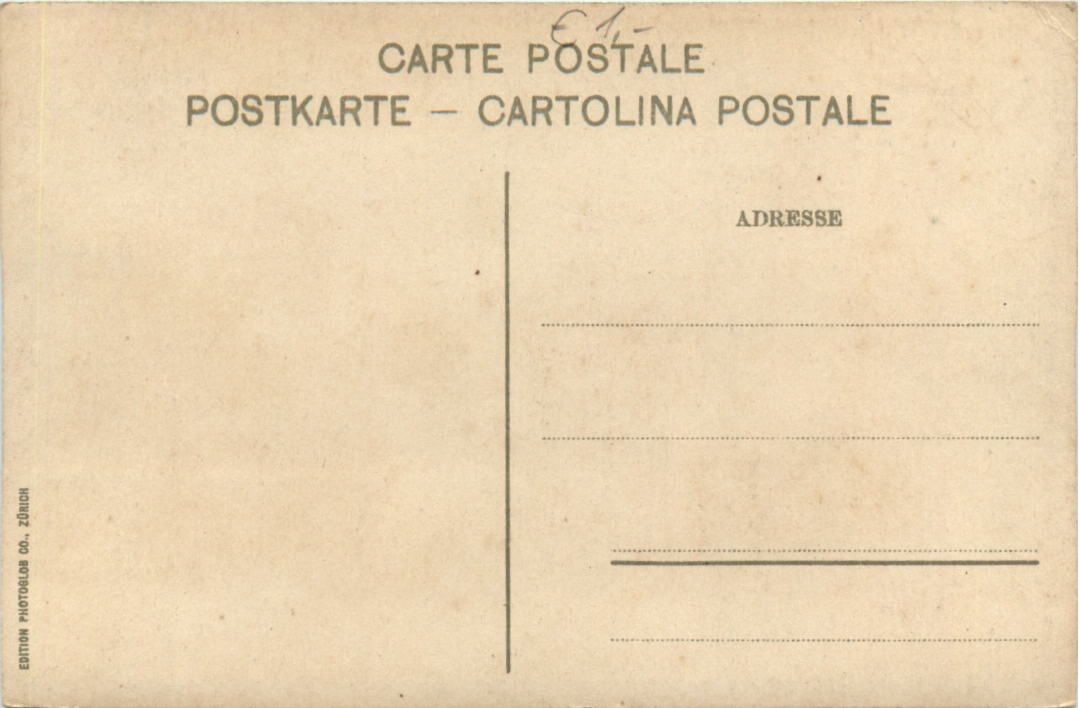 € 1,-
CARTE POSTALE
POSTKARTE – CARTOLINA POSTALE
ADRESSE
EDITION PHOTOGLOB CO., ZÜRICH